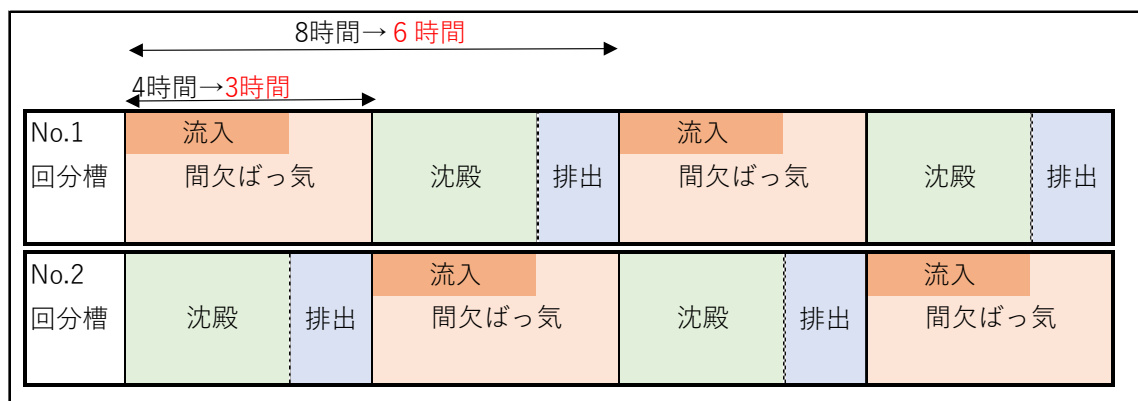 8時間→6時間
4時間→3時間
No.1
回分槽
流入
間欠ばっ気
沈殿
排出
流入
間欠ばっ気
沈殿
排出
No.2
回分槽
沈殿
排出
流入
間欠ばっ気
沈殿
排出
流入
間欠ばっ気